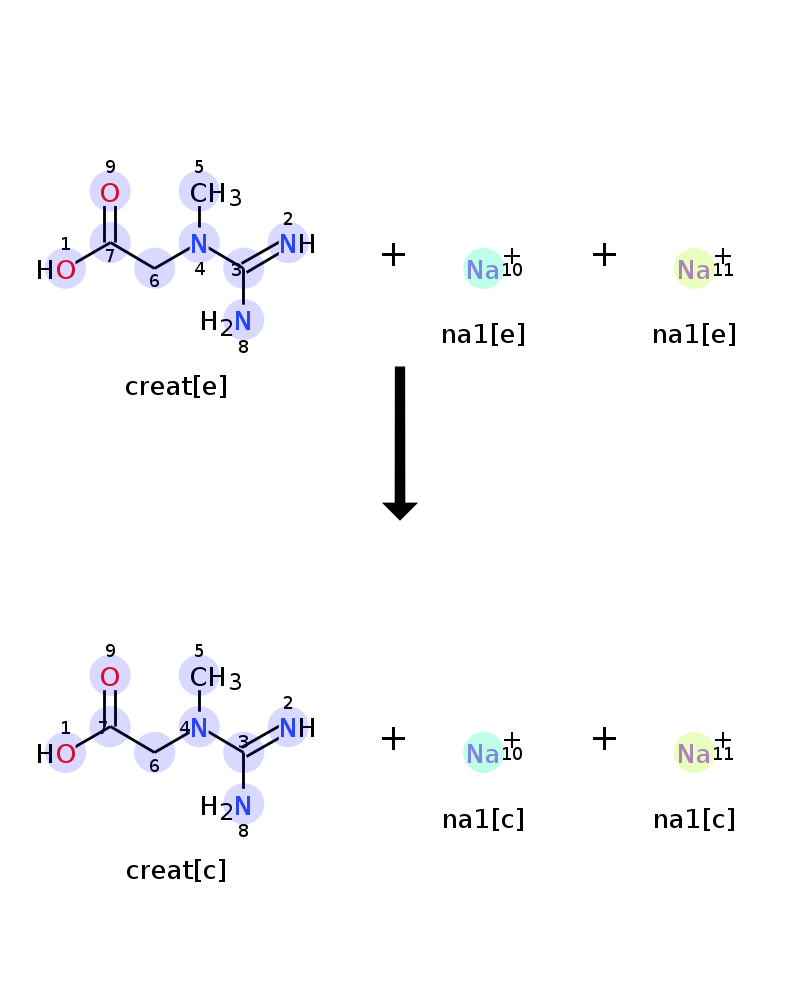 9 5
O CH3
2
1 N NH
HO 7 4 3
6
H2N
8
+ Na+ 10 + Na+ 11
creat[e] na1[e] na1[e]
9 5
O CH3
2
1 7 4 N NH
HO 3
6
H2N
8
+ Na+ 10 + Na+ 11
creat[c] na1[c] na1[c]